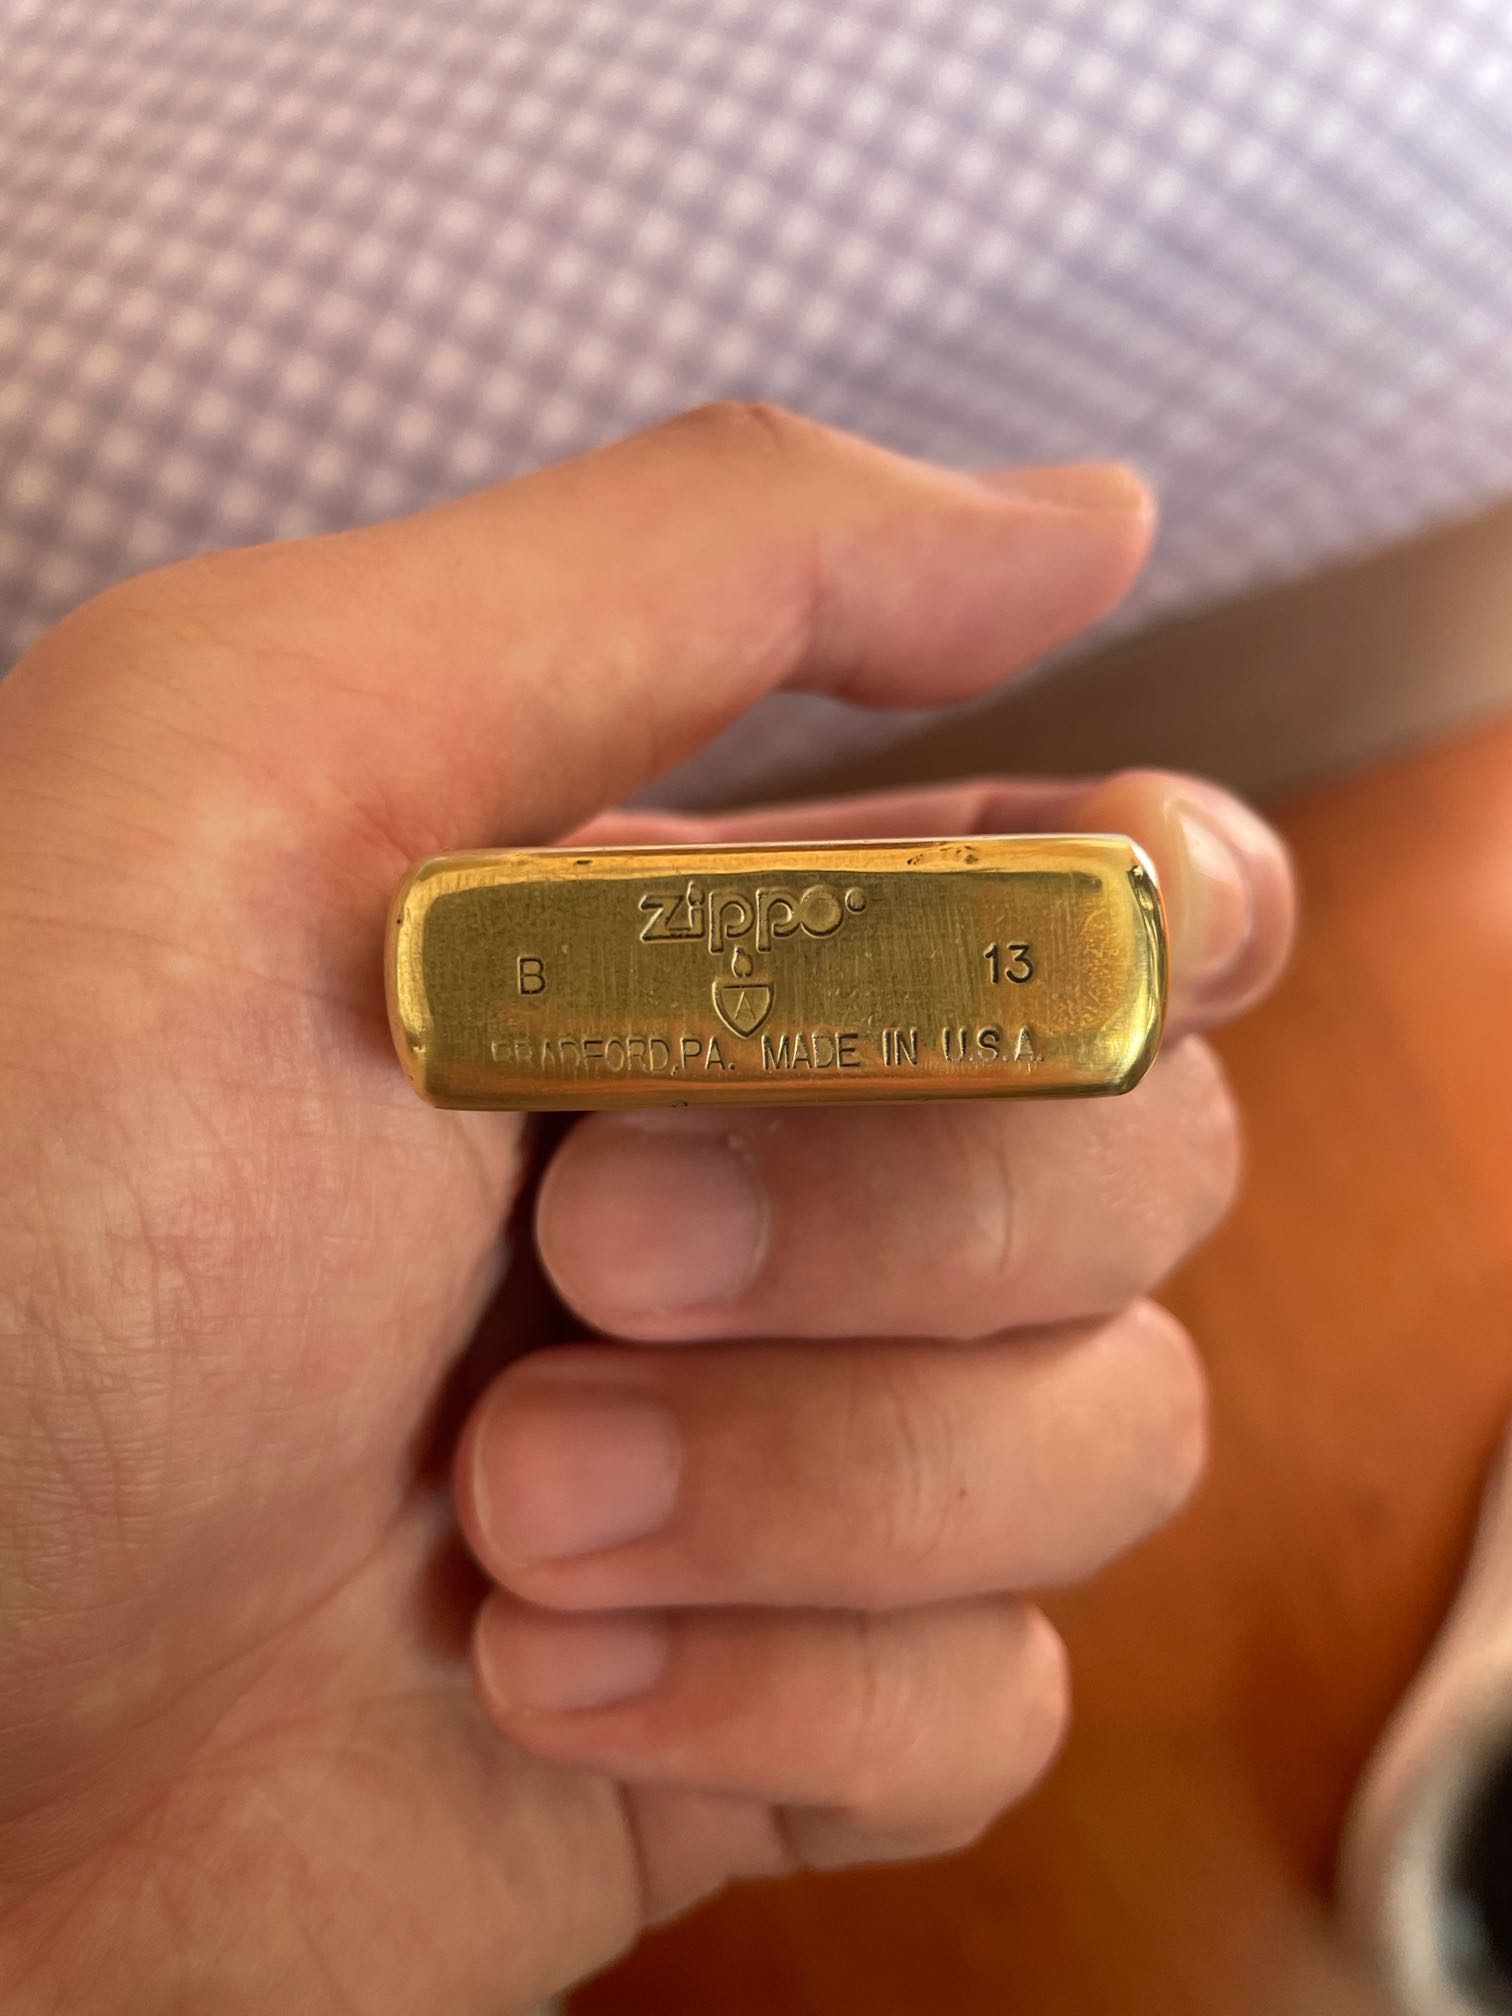 zippo
B 13
A
BRADFORD,PA. MADE IN U.S.A.